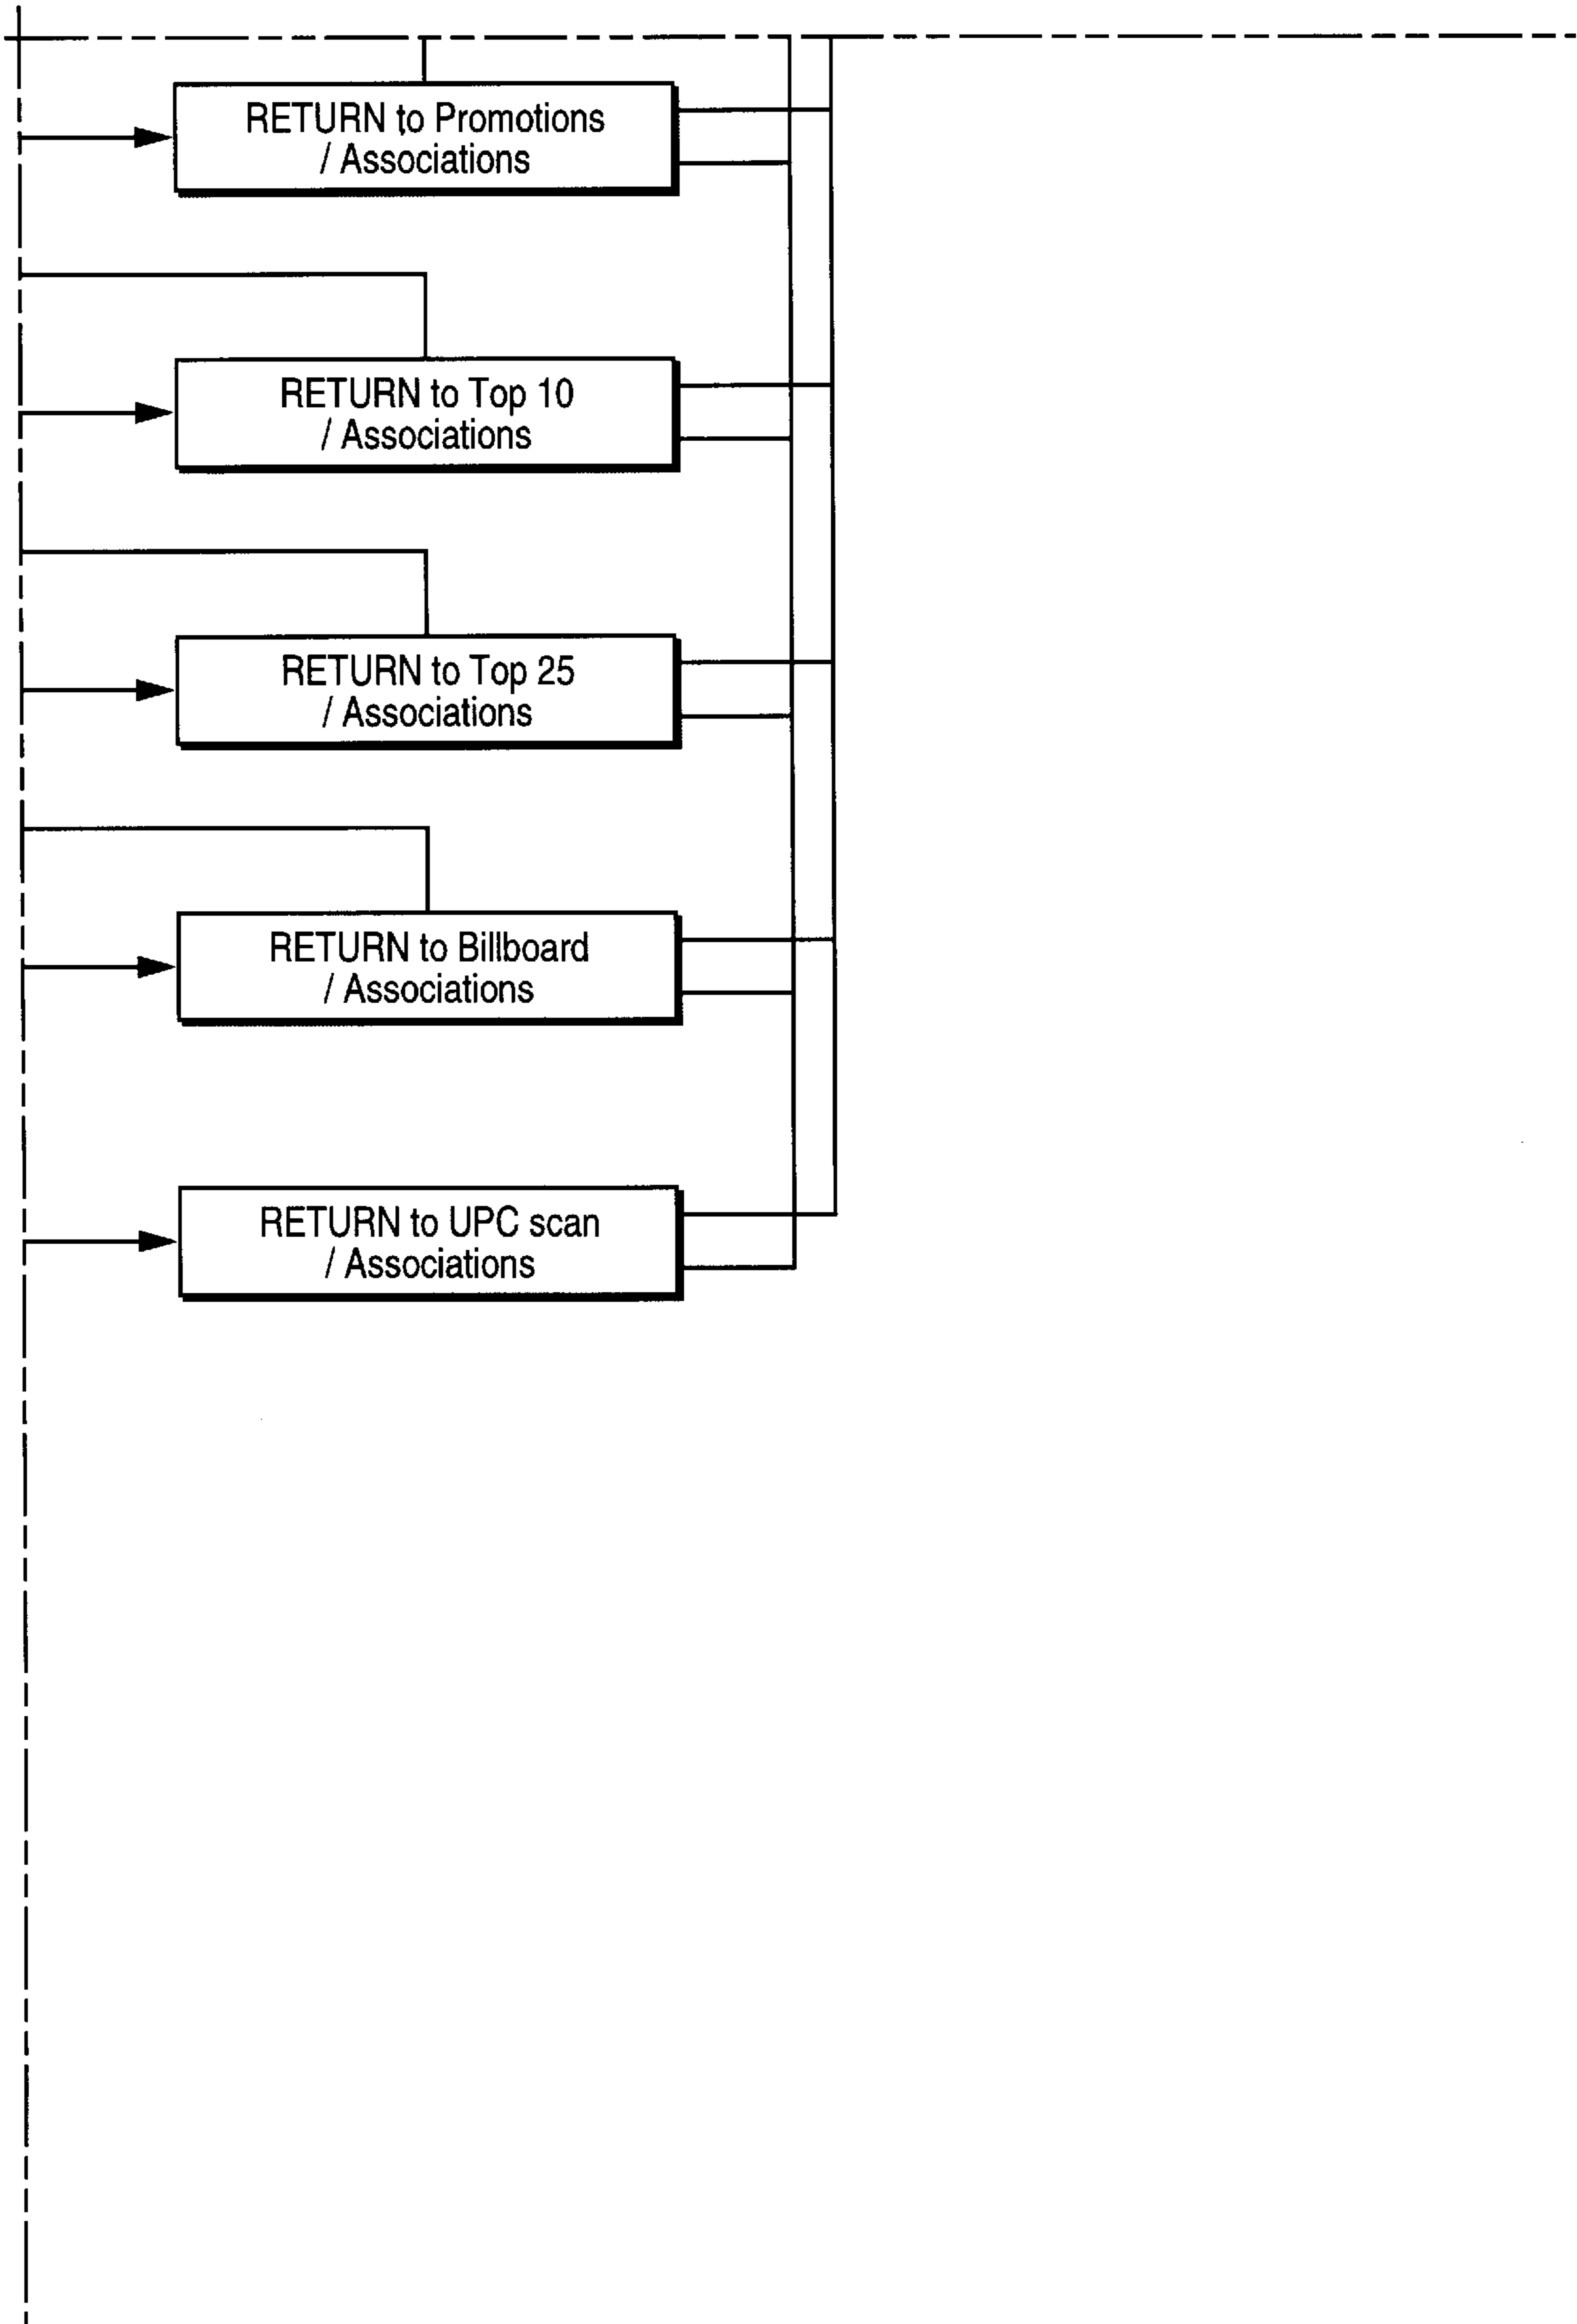 RETURN to Promotions
/ Associations
RETURN to Top 10
/ Associations
RETURN to Top 25
/ Associations
RETURN to Billboard
/ Associations
RETURN to UPC scan
/ Associations